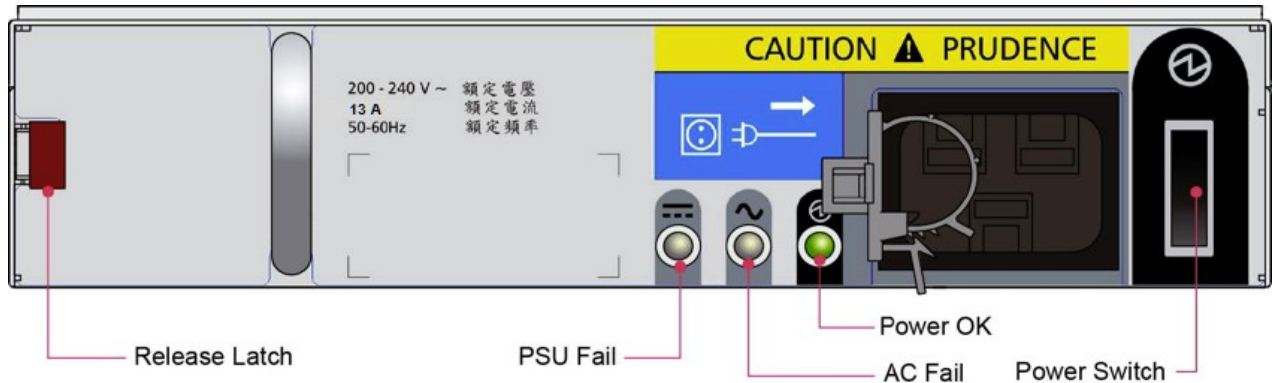 CAUTION ⚠ PRUDENCE
200 - 240 V ~ 額定電壓
13 A 額定電流
50-60Hz 額定頻率
Power OK
Release Latch
PSU Fail
AC Fail
Power Switch